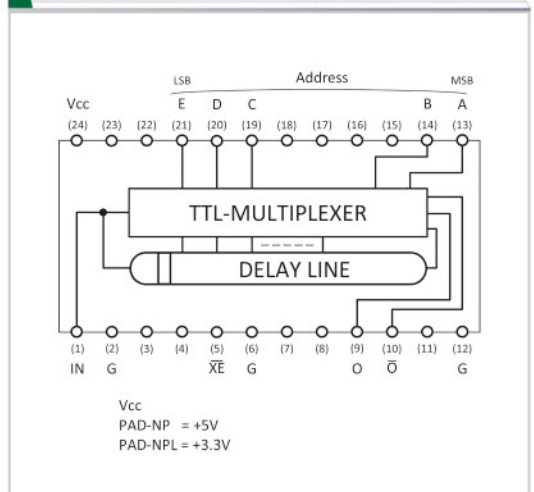 LSB Address MSB
Vcc E D C B A
(24) (23) (22) (21) (20) (19) (18) (17) (16) (15) (14) (13)
TTL-MULTIPLEXER
DELAY LINE
(1) (2) (3) (4) (5) (6) (7) (8) (9) (10) (11) (12)
IN G X̅E̅ G O O̅ G
Vcc
PAD-NP = +5V
PAD-NPL = +3.3V